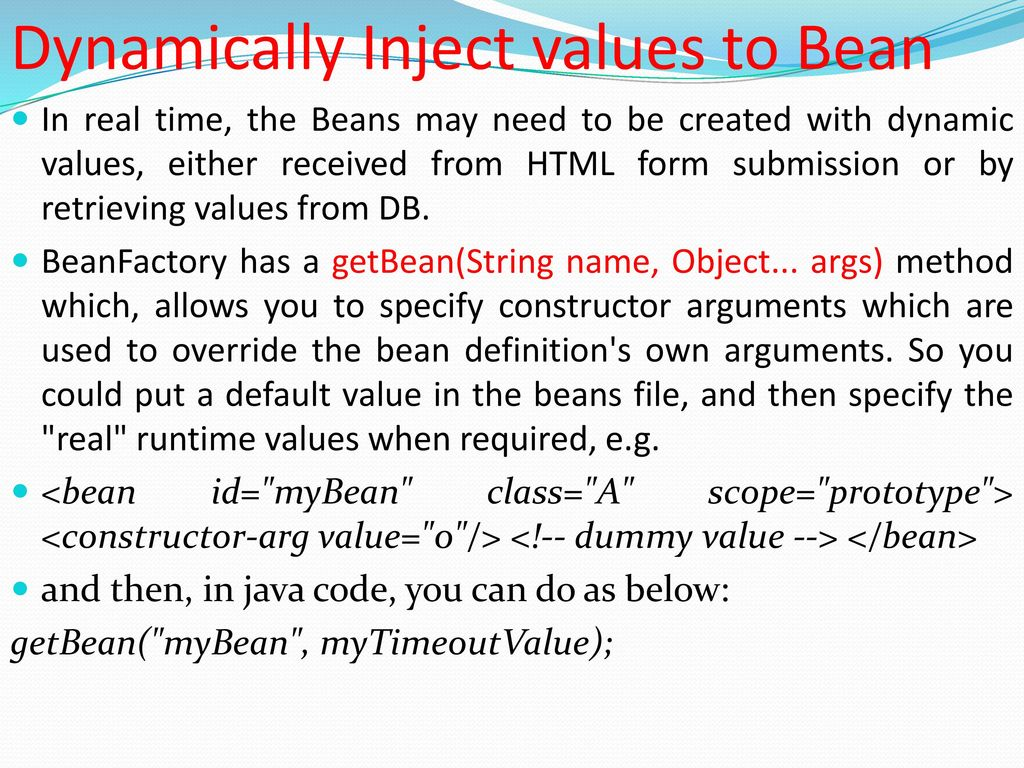 Dynamically Inject values to Bean
In real time, the Beans may need to be created with dynamic
values, either received from HTML form submission or by
retrieving values from DB.
BeanFactory has a getBean(String name, Object... args) method
which, allows you to specify constructor arguments which are
used to override the bean definition's own arguments. So you
could put a default value in the beans file, and then specify the
"real" runtime values when required, e.g.
<bean id="myBean" class="A" scope="prototype">
<constructor-arg value="0"/> <!-- dummy value --> </bean>
and then, in java code, you can do as below:
getBean("myBean", myTimeoutValue);